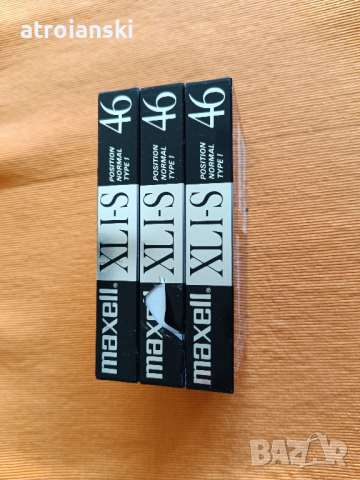 atroianski
46
POSITION
NORMAL
TYPE I
XLI-S
maxell®
46
POSITION
NORMAL
TYPE I
XLI-S
maxell
46
POSITION
NORMAL
TYPE I
XLI-S
maxell®
BAZAR